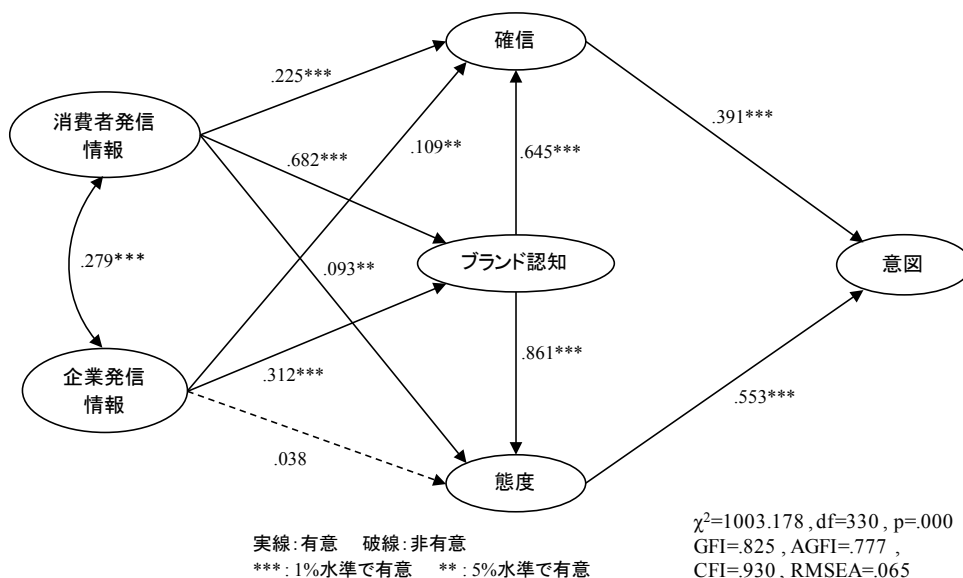 確信
.225***
.391***
消費者発信
情報
.109**
.682***
.645***
ブランド認知
意図
.279***
.093**
.861***
企業発信
情報
.312***
.553***
.038
態度
実線:有意 破線:非有意
***:1%水準で有意 **:5%水準で有意
χ²=1003.178 , df=330 , p=.000
GFI=.825 , AGFI=.777 ,
CFI=.930 , RMSEA=.065